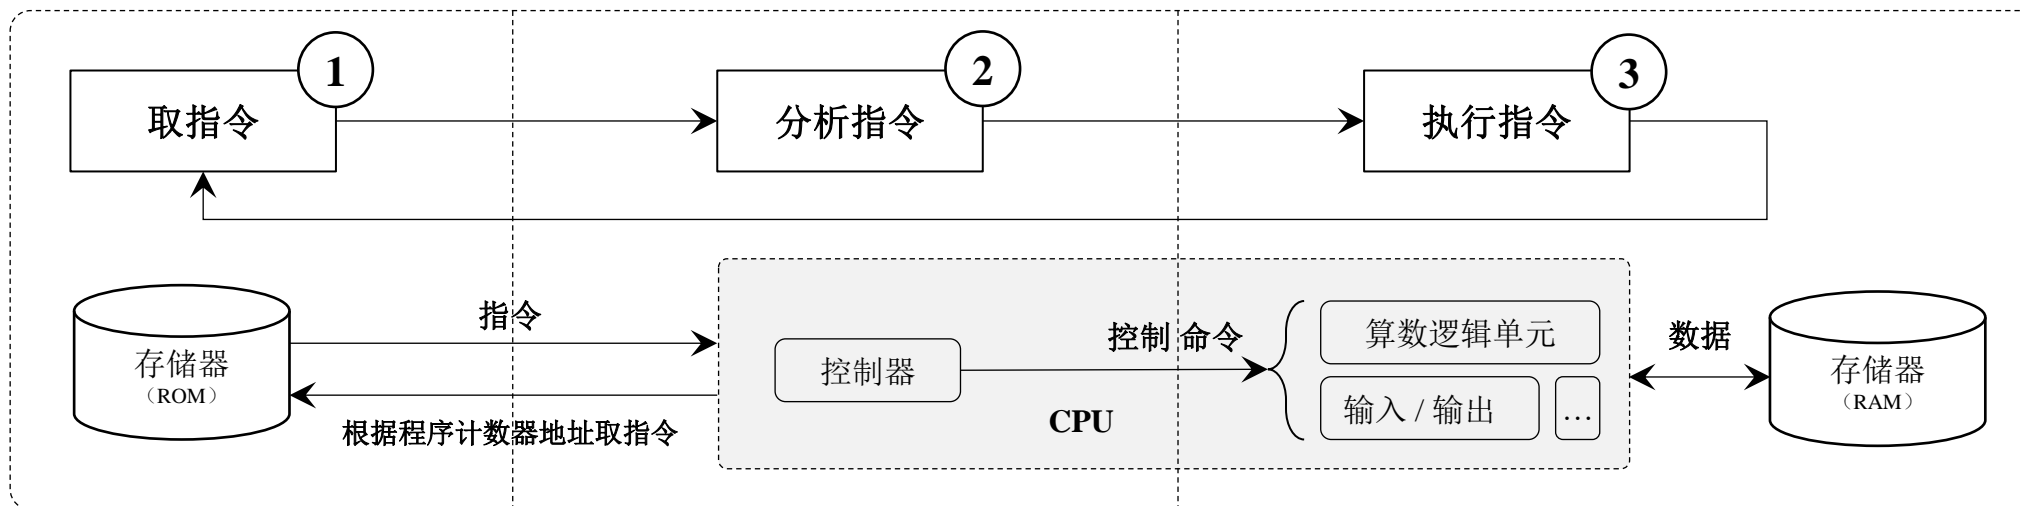 1
取指令
2
分析指令
3
执行指令
指令
存储器
（ROM）
根据程序计数器地址取指令
控制器
控制 命令
CPU
算数逻辑单元
输入 / 输出
…
数据
存储器
（RAM）